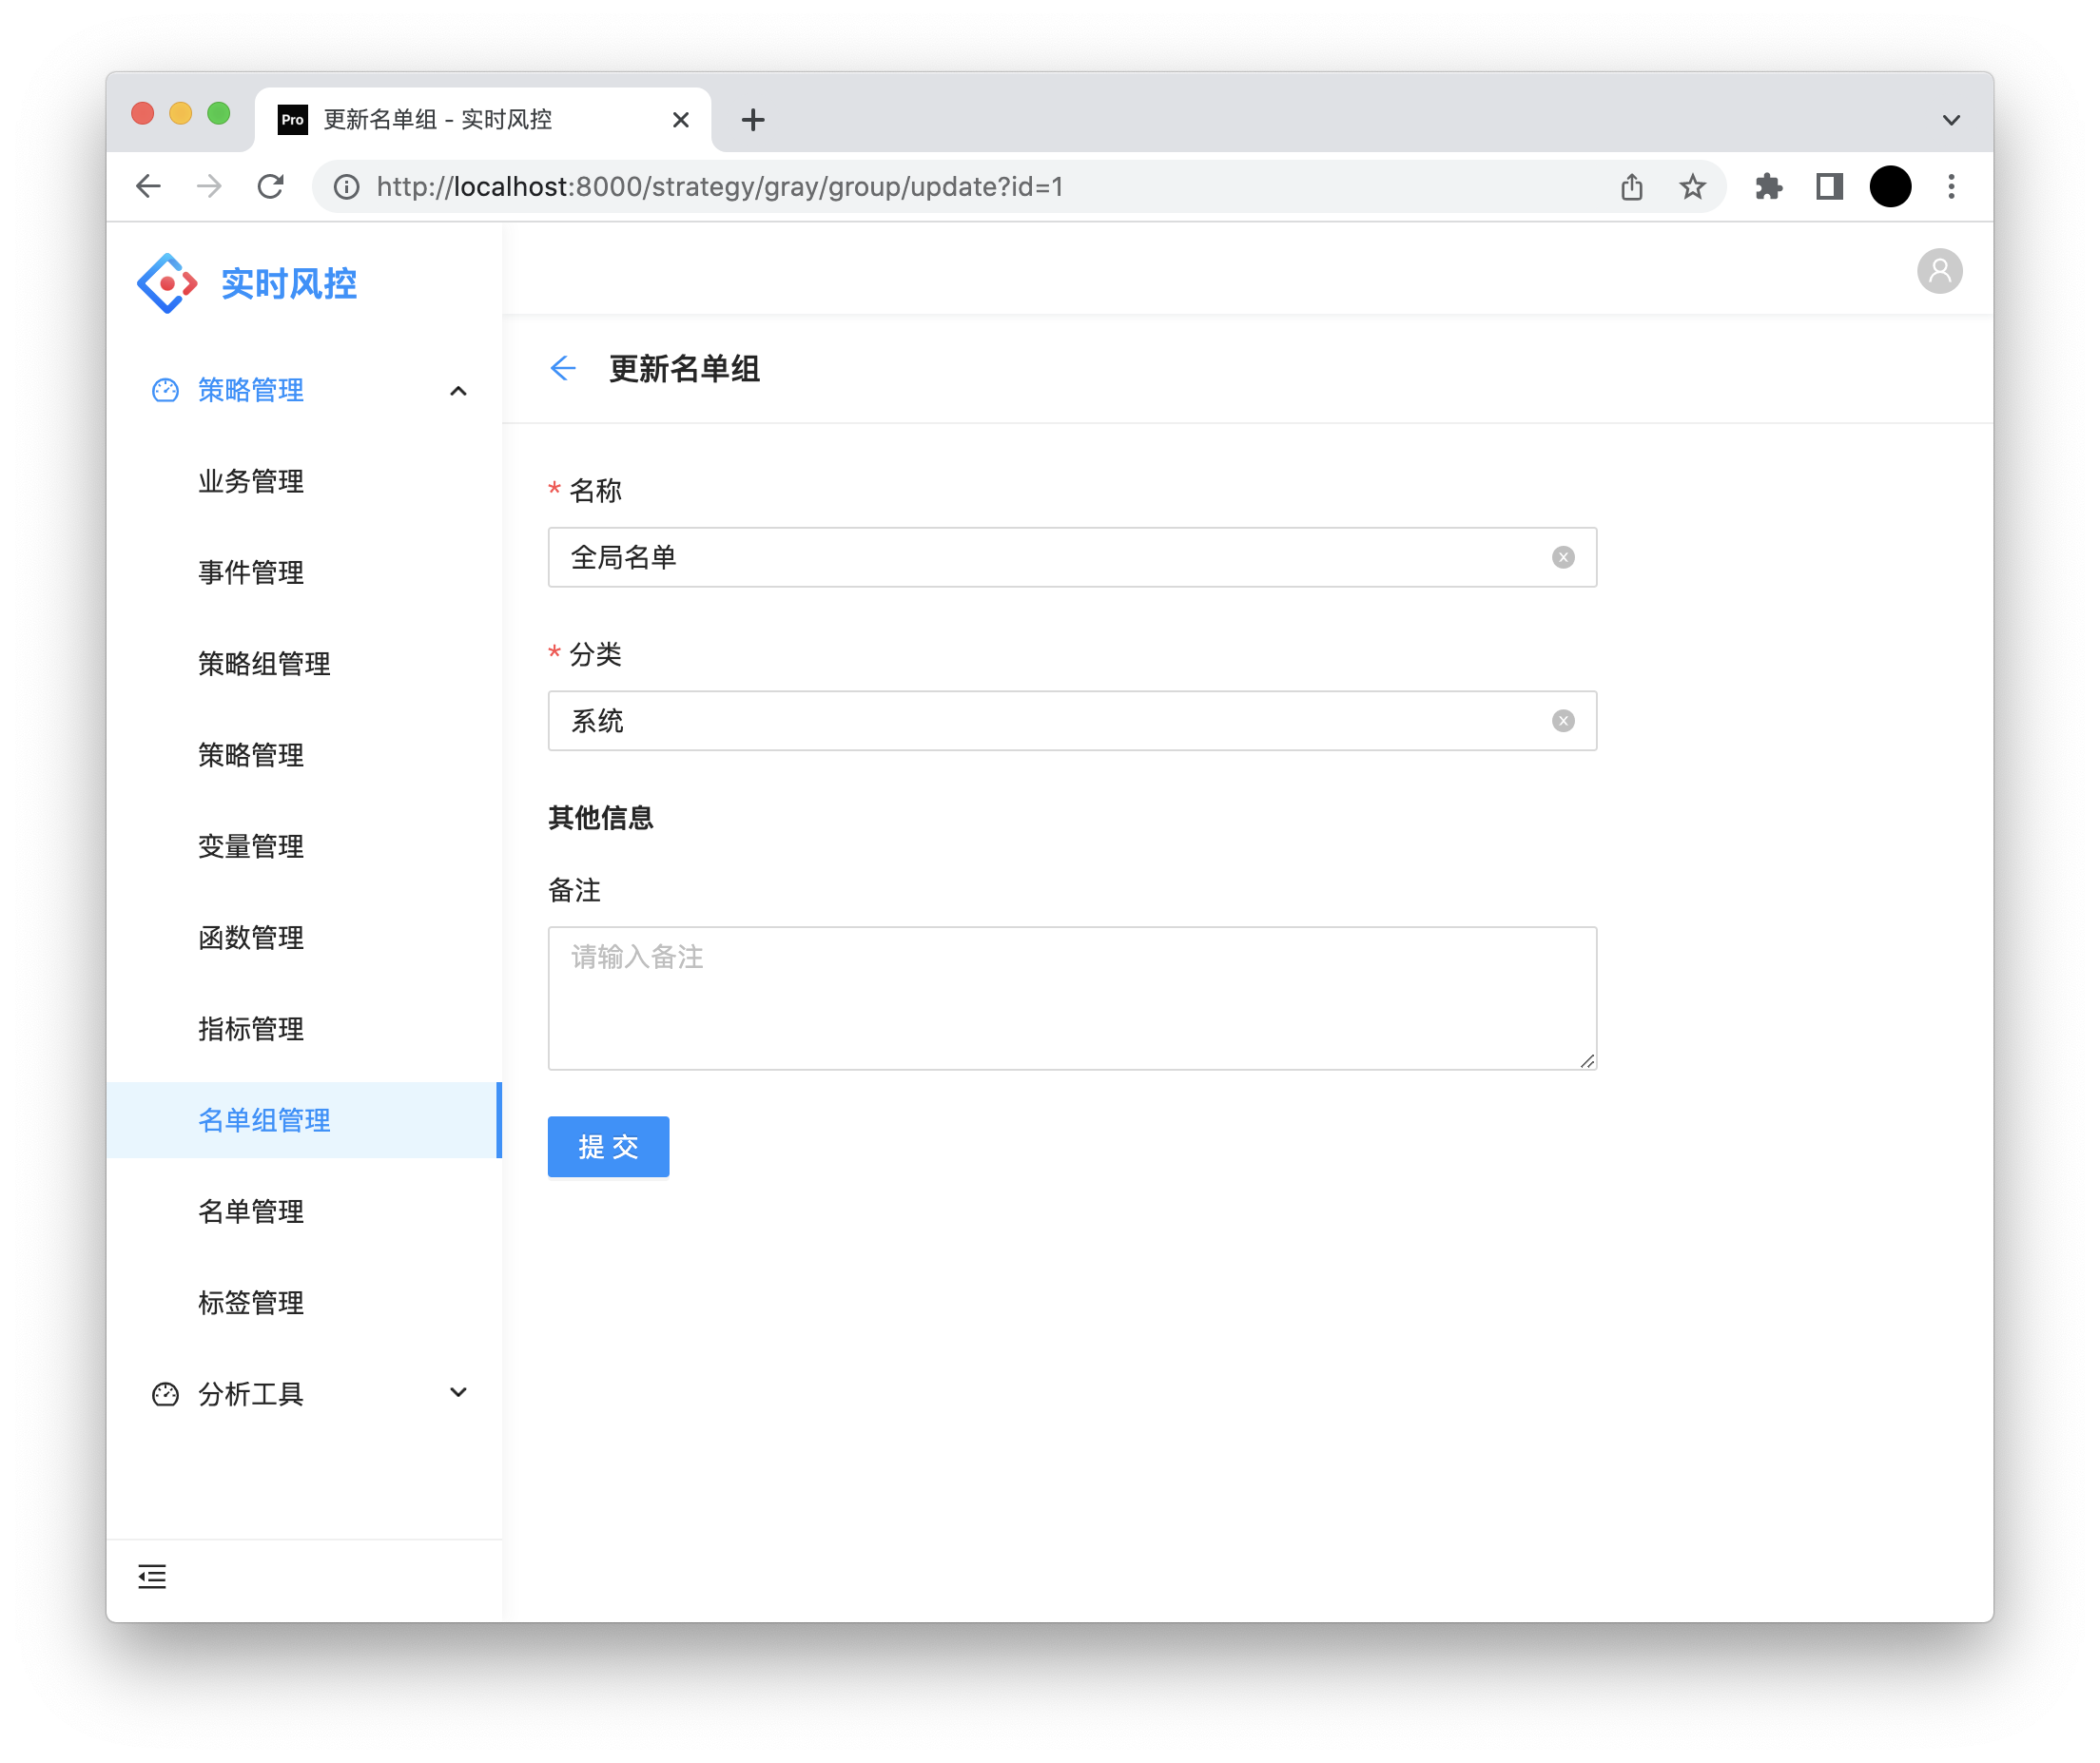 Pro 更新名单组 - 实时风控
http://localhost:8000/strategy/gray/group/update?id=1
实时风控
策略管理
业务管理
事件管理
策略组管理
策略管理
变量管理
函数管理
指标管理
名单组管理
名单管理
标签管理
分析工具
更新名单组
* 名称
全局名单
* 分类
系统
其他信息
备注
请输入备注
提 交